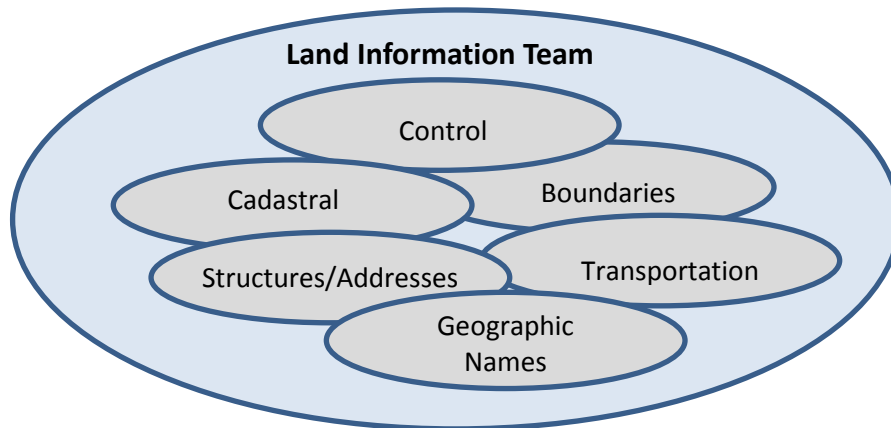 Land Information Team
Control
Cadastral
Boundaries
Structures/Addresses
Transportation
Geographic
Names